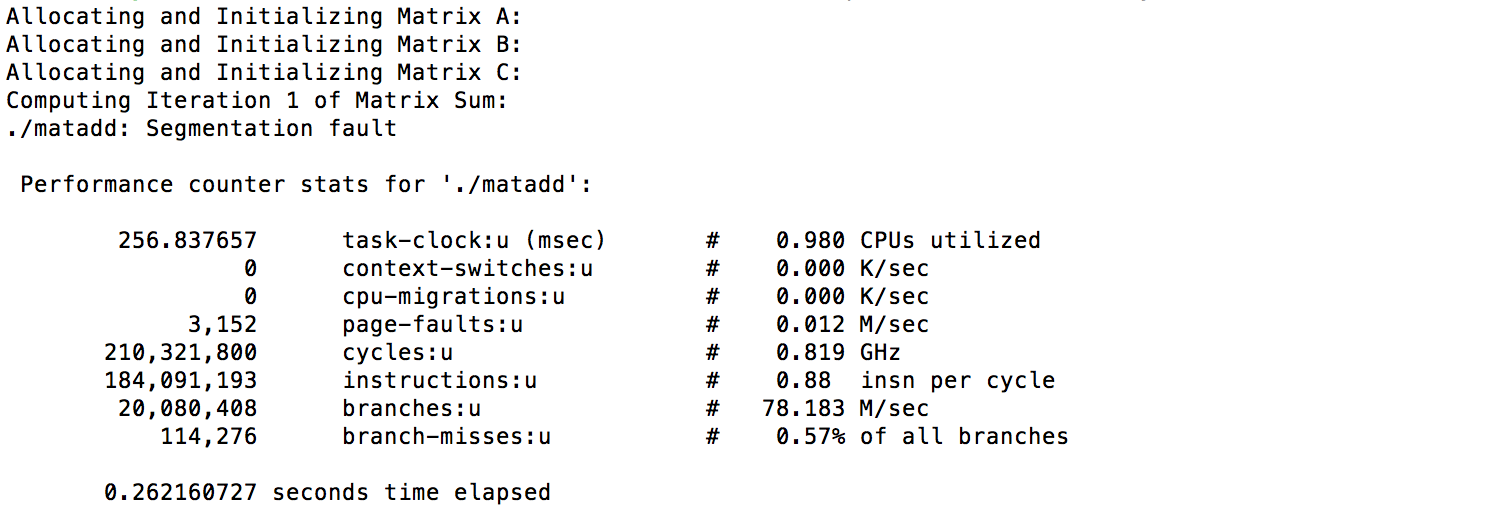 Allocating and Initializing Matrix A:
Allocating and Initializing Matrix B:
Allocating and Initializing Matrix C:
Computing Iteration 1 of Matrix Sum:
./matadd: Segmentation fault
Performance counter stats for './matadd':
256.837657 task-clock:u (msec) # 0.980 CPUs utilized
0 context-switches:u # 0.000 K/sec
0 cpu-migrations:u # 0.000 K/sec
3,152 page-faults:u # 0.012 M/sec
210,321,800 cycles:u # 0.819 GHz
184,091,193 instructions:u # 0.88 insn per cycle
20,080,408 branches:u # 78.183 M/sec
114,276 branch-misses:u # 0.57% of all branches
0.262160727 seconds time elapsed